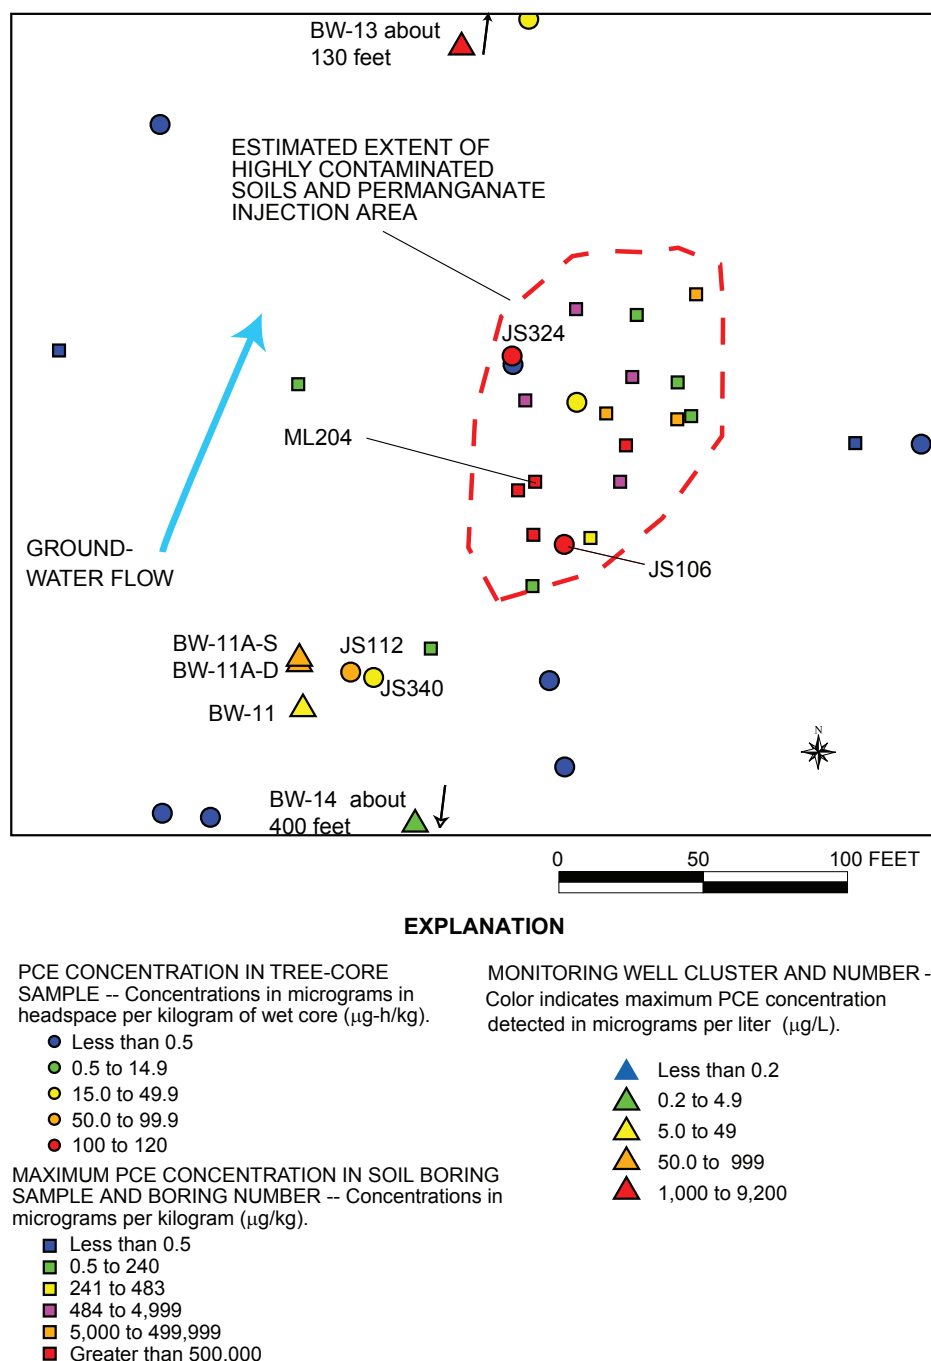 BW-13 about
130 feet
ESTIMATED EXTENT OF
HIGHLY CONTAMINATED
SOILS AND PERMANGANATE
INJECTION AREA
JS324
ML204
GROUND-
WATER FLOW
JS106
BW-11A-S
BW-11A-D
JS112
JS340
BW-11
N
BW-14 about
400 feet
0 50 100 FEET
EXPLANATION
PCE CONCENTRATION IN TREE-CORE
SAMPLE -- Concentrations in micrograms in
headspace per kilogram of wet core (µg-h/kg).
Less than 0.5
0.5 to 14.9
15.0 to 49.9
50.0 to 99.9
100 to 120
MAXIMUM PCE CONCENTRATION IN SOIL BORING
SAMPLE AND BORING NUMBER -- Concentrations in
micrograms per kilogram (µg/kg).
Less than 0.5
0.5 to 240
241 to 483
484 to 4,999
5,000 to 499,999
Greater than 500,000
MONITORING WELL CLUSTER AND NUMBER -
Color indicates maximum PCE concentration
detected in micrograms per liter (µg/L).
Less than 0.2
0.2 to 4.9
5.0 to 49
50.0 to 999
1,000 to 9,200